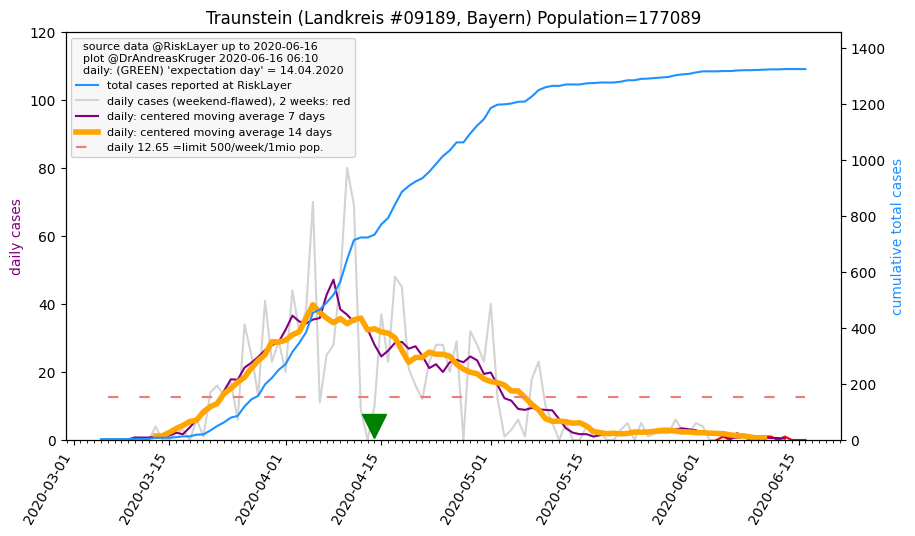 Traunstein (Landkreis #09189, Bayern) Population=177089
source data @RiskLayer up to 2020-06-16
plot @DrAndreasKruger 2020-06-16 06:10
daily: (GREEN) 'expectation day' = 14.04.2020
total cases reported at RiskLayer
daily cases (weekend-flawed), 2 weeks: red
daily: centered moving average 7 days
daily: centered moving average 14 days
daily 12.65 =limit 500/week/1mio pop.
daily cases
120
100
80
60
40
20
0
cumulative total cases
1400
1200
1000
800
600
400
200
0
2020-03-01
2020-03-15
2020-04-01
2020-04-15
2020-05-01
2020-05-15
2020-06-01
2020-06-15